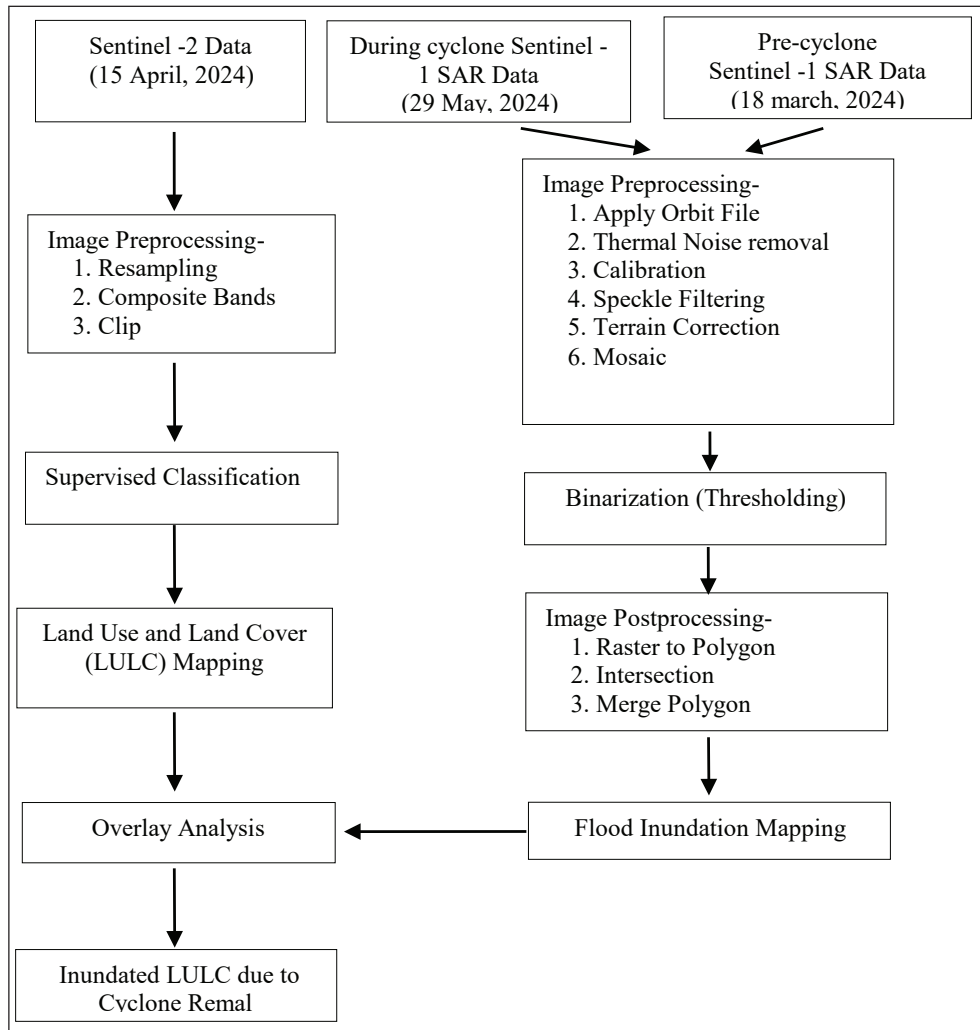 Sentinel -2 Data
(15 April, 2024)
During cyclone Sentinel -
1 SAR Data
(29 May, 2024)
Pre-cyclone
Sentinel -1 SAR Data
(18 march, 2024)
Image Preprocessing-
1. Resampling
2. Composite Bands
3. Clip
Image Preprocessing-
1. Apply Orbit File
2. Thermal Noise removal
3. Calibration
4. Speckle Filtering
5. Terrain Correction
6. Mosaic
Supervised Classification
Binarization (Thresholding)
Land Use and Land Cover
(LULC) Mapping
Image Postprocessing-
1. Raster to Polygon
2. Intersection
3. Merge Polygon
Overlay Analysis
Flood Inundation Mapping
Inundated LULC due to
Cyclone Remal